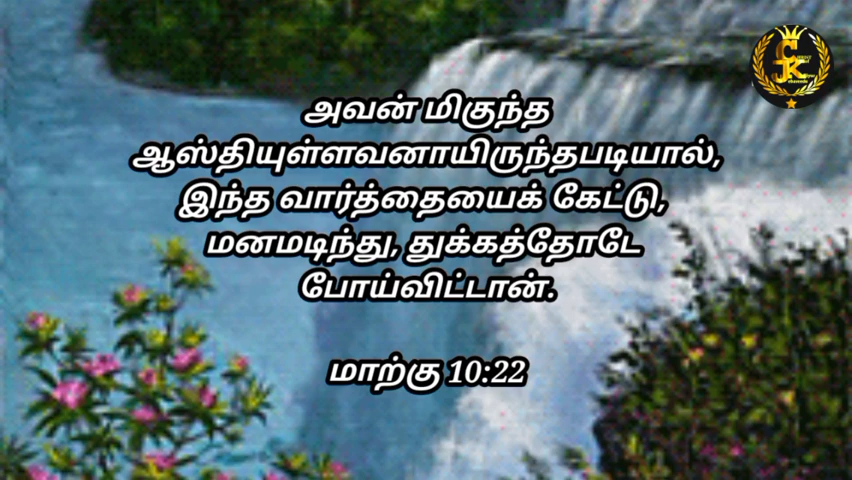 அவன் மிகுந்த
ஆஸ்தியுள்ளவனாயிருந்தபடியால்,
இந்த வார்த்தையைக் கேட்டு,
மனமடிந்து, துக்கத்தோடே
போய்விட்டான்.
மாற்கு 10:22